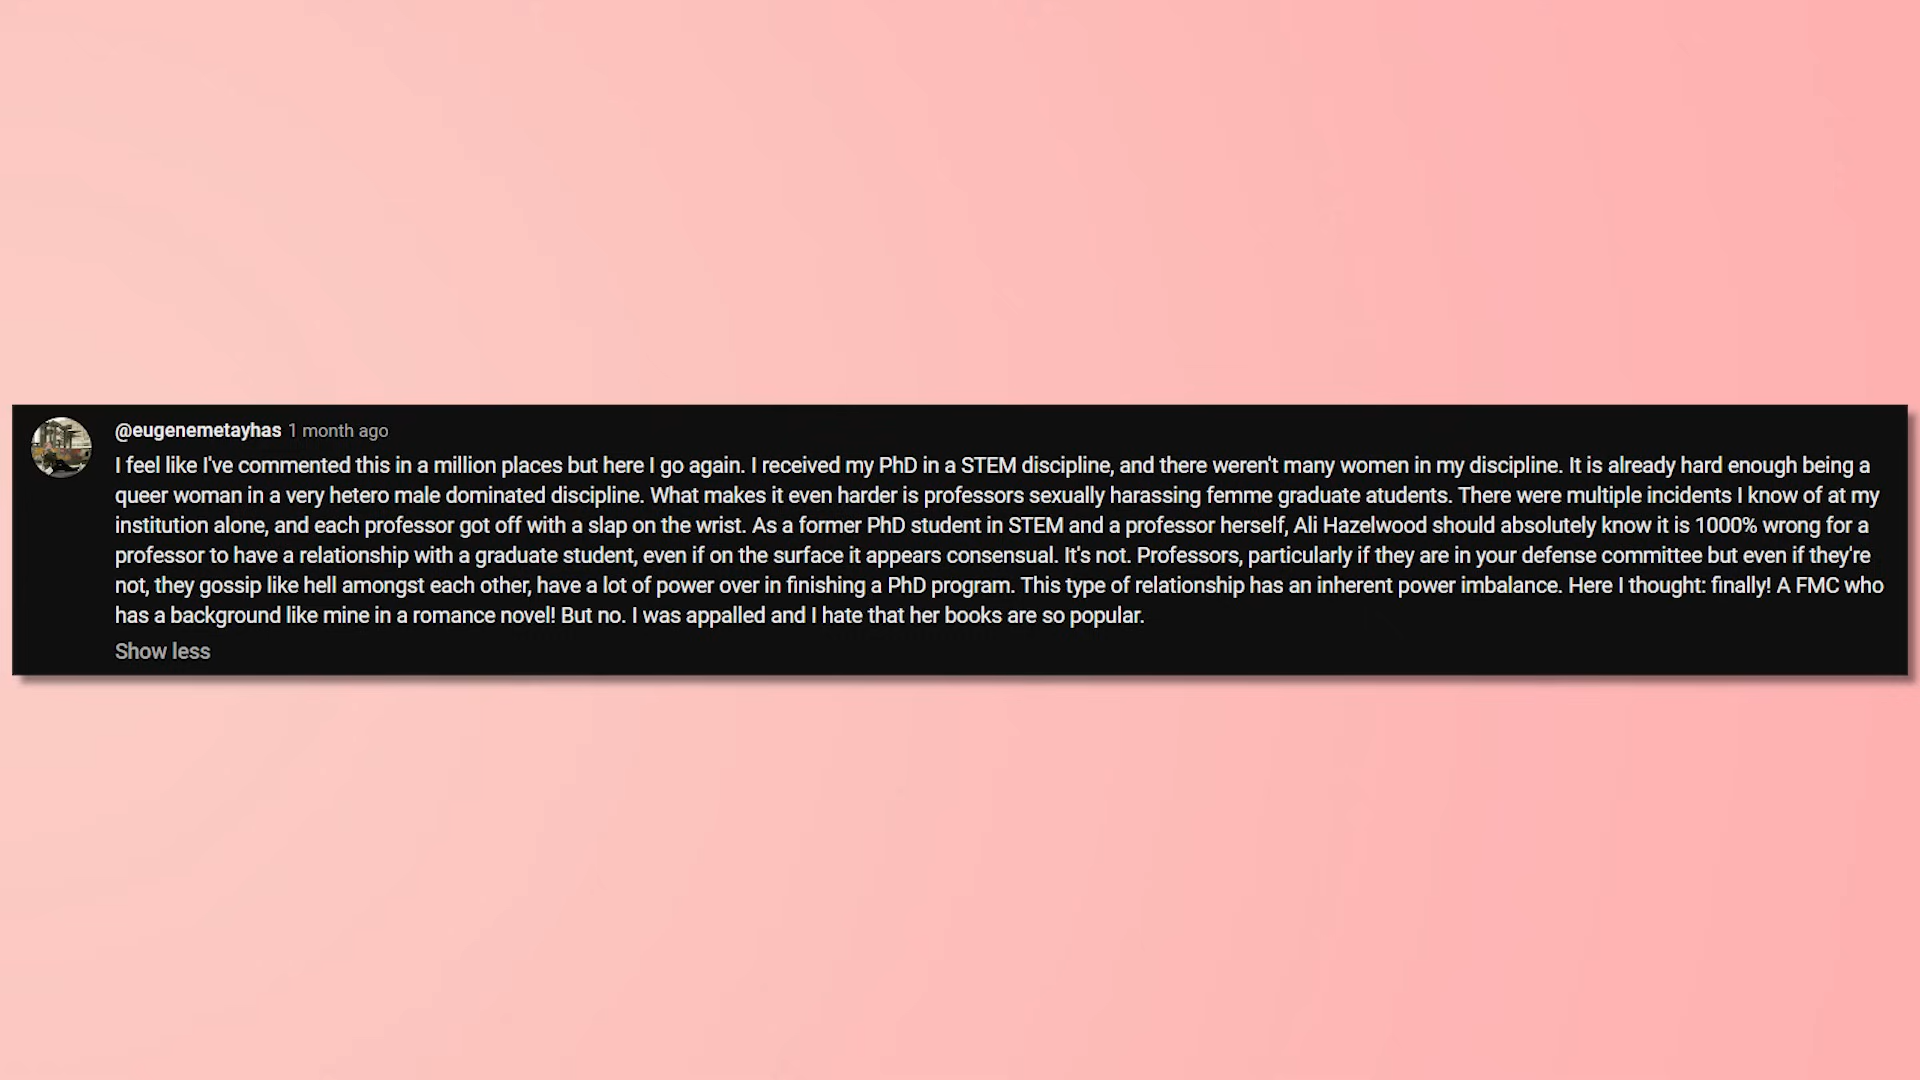 @eugenemetayhas 1 month ago
I feel like I've commented this in a million places but here I go again. I received my PhD in a STEM discipline, and there weren't many women in my discipline. It is already hard enough being a
queer woman in a very hetero male dominated discipline. What makes it even harder is professors sexually harassing femme graduate atudents. There were multiple incidents I know of at my
institution alone, and each professor got off with a slap on the wrist. As a former PhD student in STEM and a professor herself, Ali Hazelwood should absolutely know it is 1000% wrong for a
professor to have a relationship with a graduate student, even if on the surface it appears consensual. It's not. Professors, particularly if they are in your defense committee but even if they're
not, they gossip like hell amongst each other, have a lot of power over in finishing a PhD program. This type of relationship has an inherent power imbalance. Here I thought: finally! A FMC who
has a background like mine in a romance novel! But no. I was appalled and I hate that her books are so popular.
Show less